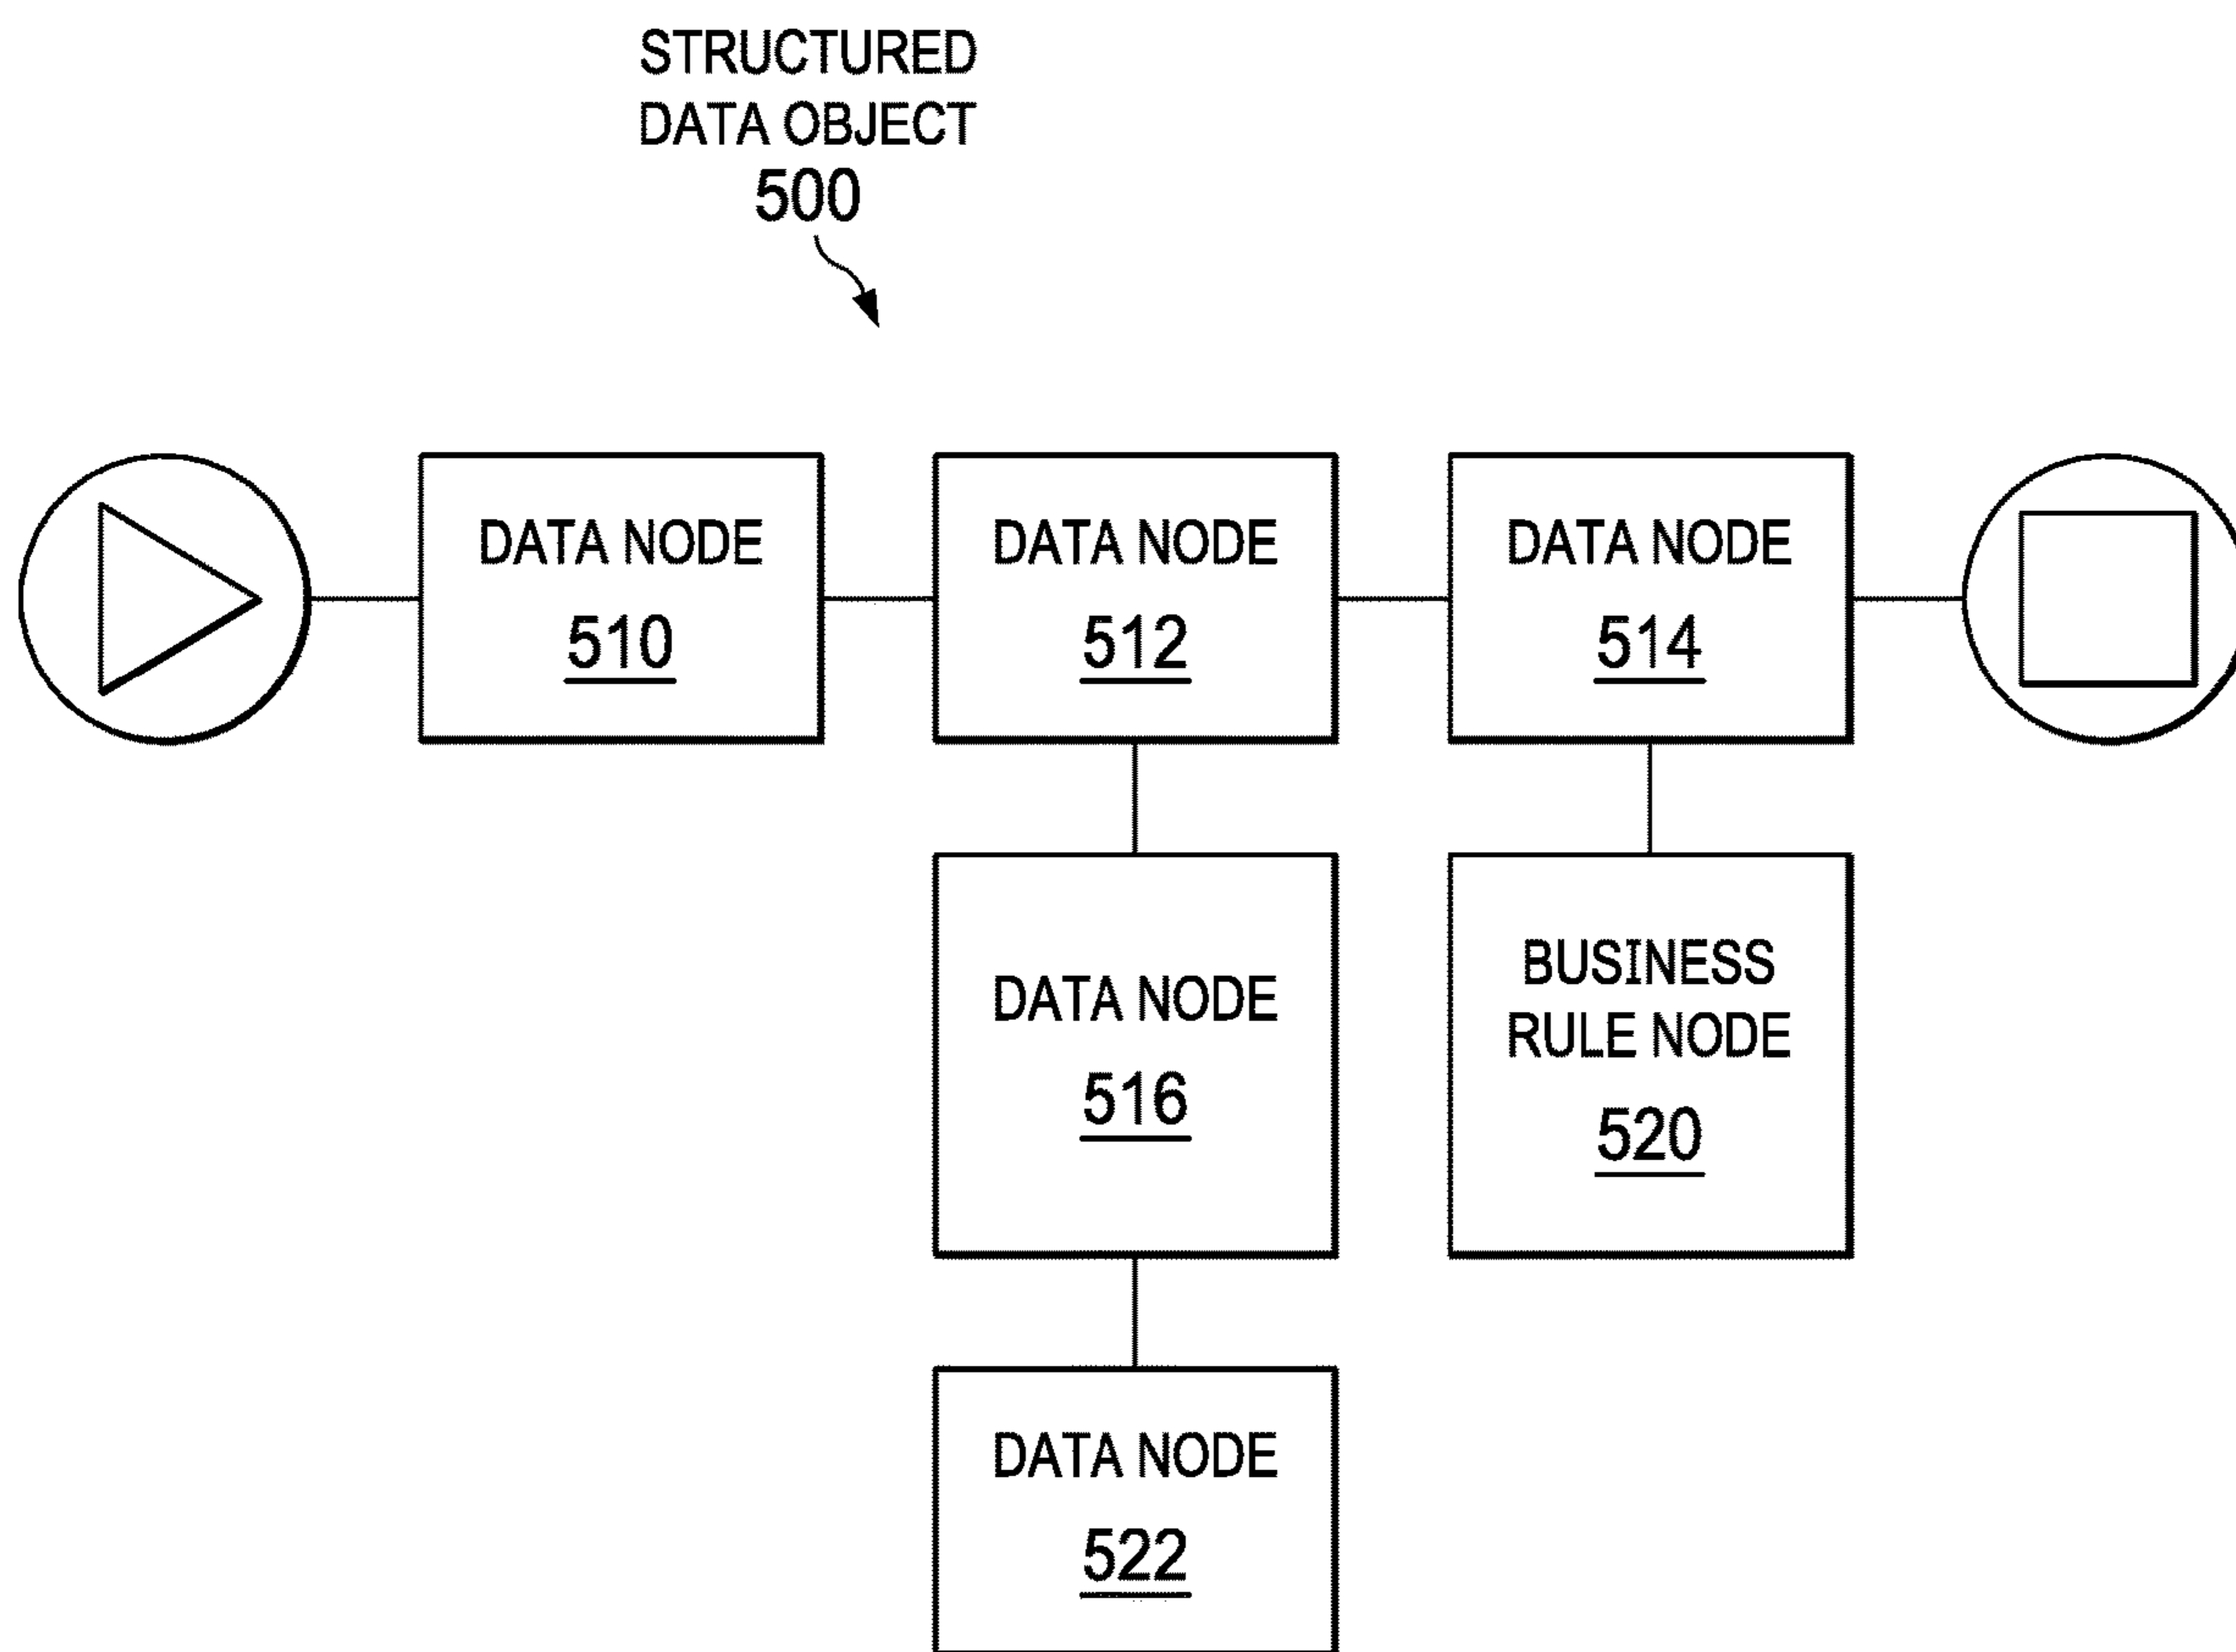 STRUCTURED
DATA OBJECT
500
DATA NODE
510
DATA NODE
512
DATA NODE
514
DATA NODE
516
BUSINESS
RULE NODE
520
DATA NODE
522